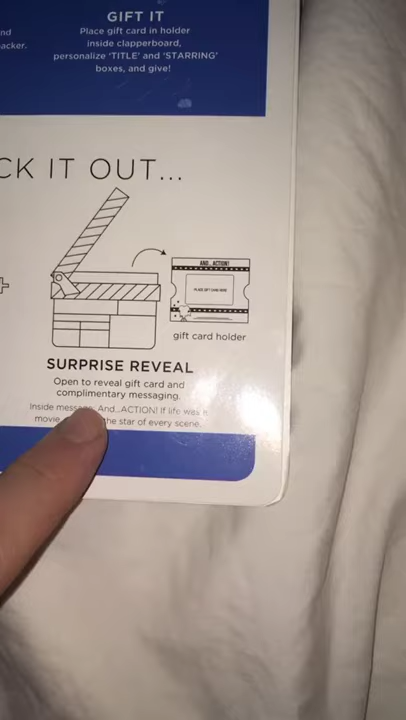 GIFT IT
nd
Place gift card in holder
acker.
inside clapperboard,
personalize 'TITLE' and 'STARRING'
boxes, and give!
CK IT OUT...
+
AND.. ACTION!
PLACE GIFT CARD HERE
gift card holder
SURPRISE REVEAL
Open to reveal gift card and
complimentary messaging.
Inside message: And...ACTION! If life was a
movie, the star of every scene.